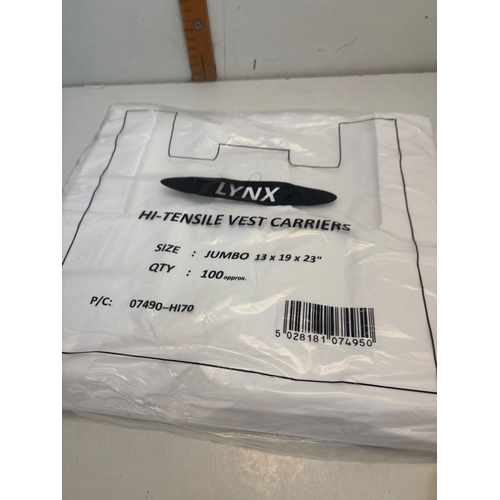 LYNX
HI-TENSILE VEST CARRIERS
SIZE : JUMBO 13 x 19 x 23"
QTY : 100 approx.
P/C: 07490-HI70
5 028181 074950